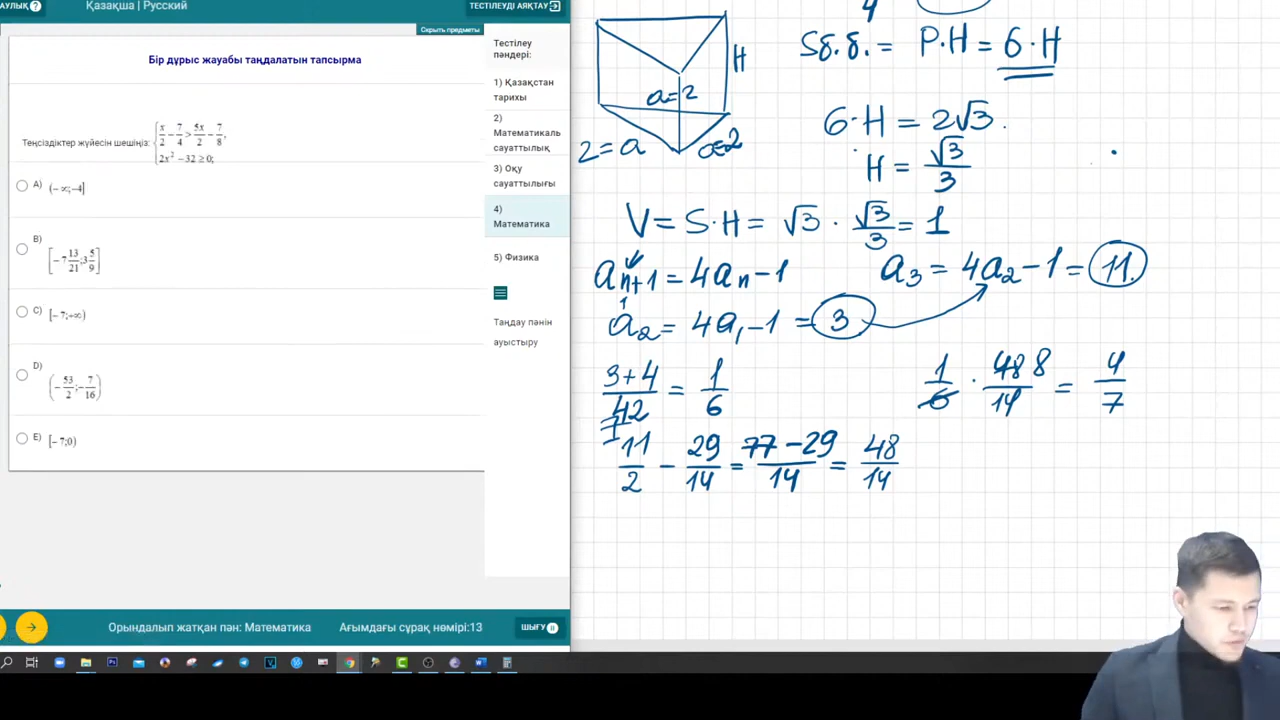 АУЛЫҚ
Қазақша | Русский
ТЕСТІЛЕУДІ АЯҚТАУ
Скрыть предметы
Бір дұрыс жауабы таңдалатын тапсырма
Теңсіздіктер жүйесін шешіңіз: { x/2 − 7/4 > 5x/2 − 7/8,
2x² − 32 ≥ 0;
A) (− ∞;−4]
B) [−7 13/21;3 5/9]
C) [− 7;+∞)
D) (− 53/2;− 7/16)
E) [− 7;0)
Тестілеу
пәндері:
1) Қазақстан
тарихы
2)
Математикалық
сауаттылық
3) Оқу
сауаттылығы
4)
Математика
5) Физика
Таңдау пәнін
ауыстыру
Орындалып жатқан пән: Математика
Ағымдағы сұрақ нөмірі:13
ШЫҒУ
H
a=2
2=a
a=2
4
Sб.б.= P·H = 6·H
6·H = 2√3.
H = √3/3
V = S·H = √3 · √3/3 = 1
an+1 = 4an − 1
a3 = 4a2 − 1 = 11.
1
a2 = 4a1 − 1 = 3
3+4/42 = 1/6
7
1/6 · 48 8/14 = 4/7
11/2 − 29/14 = 77−29/14 = 48/14